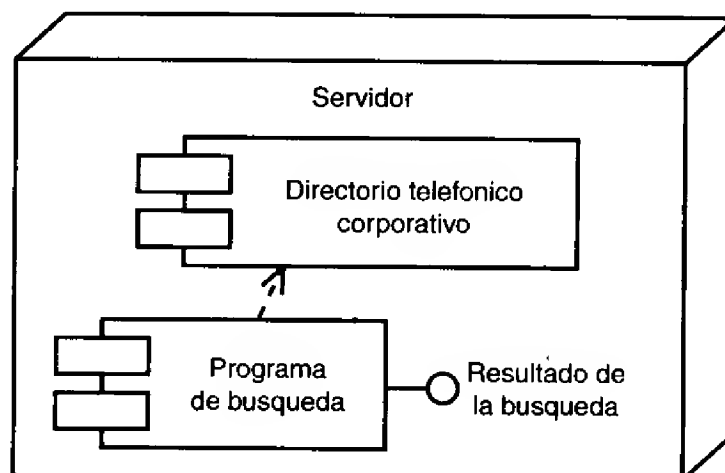 Servidor
Directorio telefonico
corporativo
Programa
de busqueda
Resultado de
la busqueda